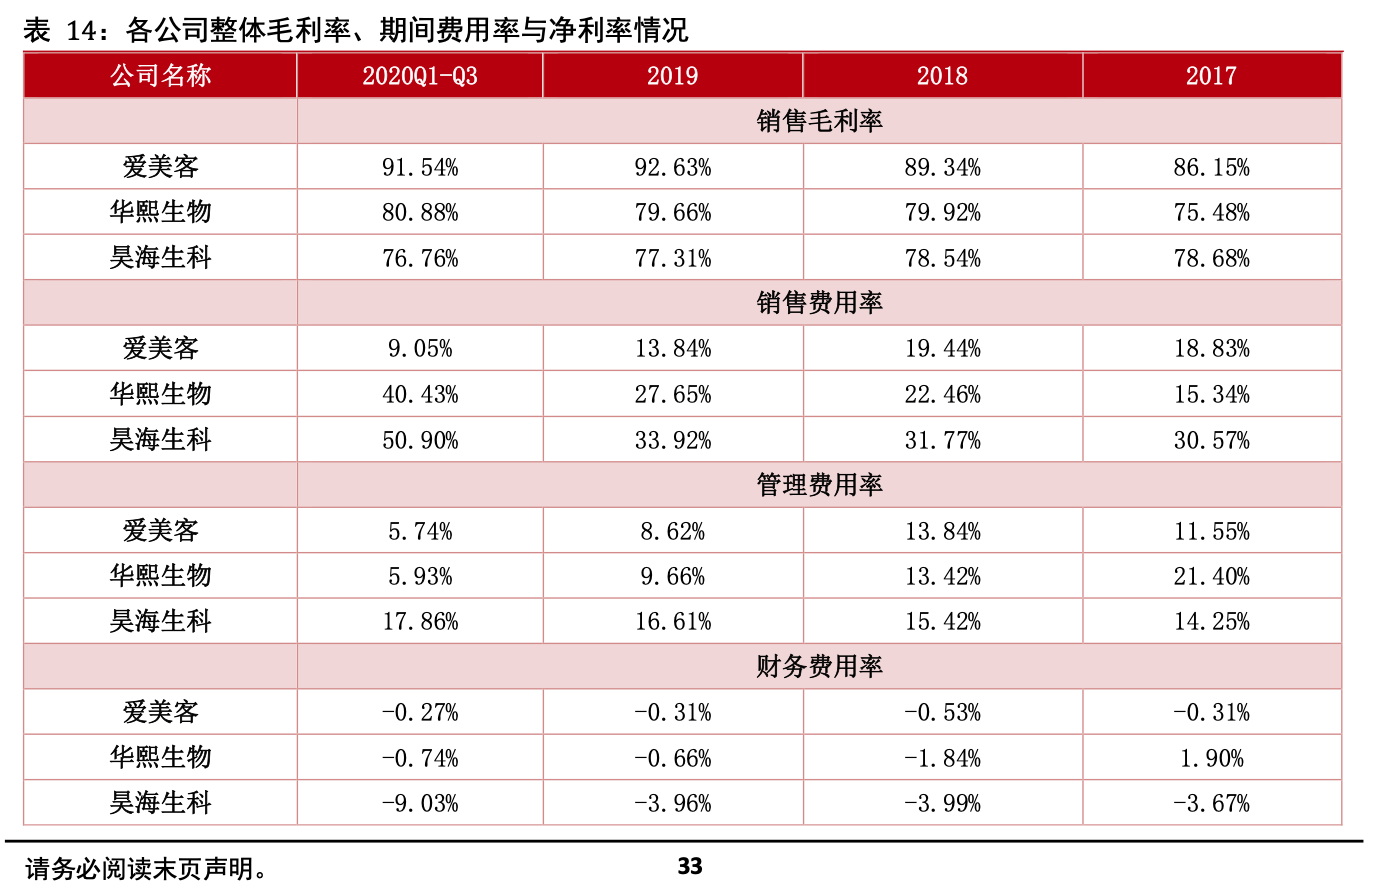 表 14：各公司整体毛利率、期间费用率与净利率情况
公司名称 2020Q1-Q3 2019 2018 2017
销售毛利率
爱美客 91.54% 92.63% 89.34% 86.15%
华熙生物 80.88% 79.66% 79.92% 75.48%
昊海生科 76.76% 77.31% 78.54% 78.68%
销售费用率
爱美客 9.05% 13.84% 19.44% 18.83%
华熙生物 40.43% 27.65% 22.46% 15.34%
昊海生科 50.90% 33.92% 31.77% 30.57%
管理费用率
爱美客 5.74% 8.62% 13.84% 11.55%
华熙生物 5.93% 9.66% 13.42% 21.40%
昊海生科 17.86% 16.61% 15.42% 14.25%
财务费用率
爱美客 -0.27% -0.31% -0.53% -0.31%
华熙生物 -0.74% -0.66% -1.84% 1.90%
昊海生科 -9.03% -3.96% -3.99% -3.67%
请务必阅读末页声明。 33